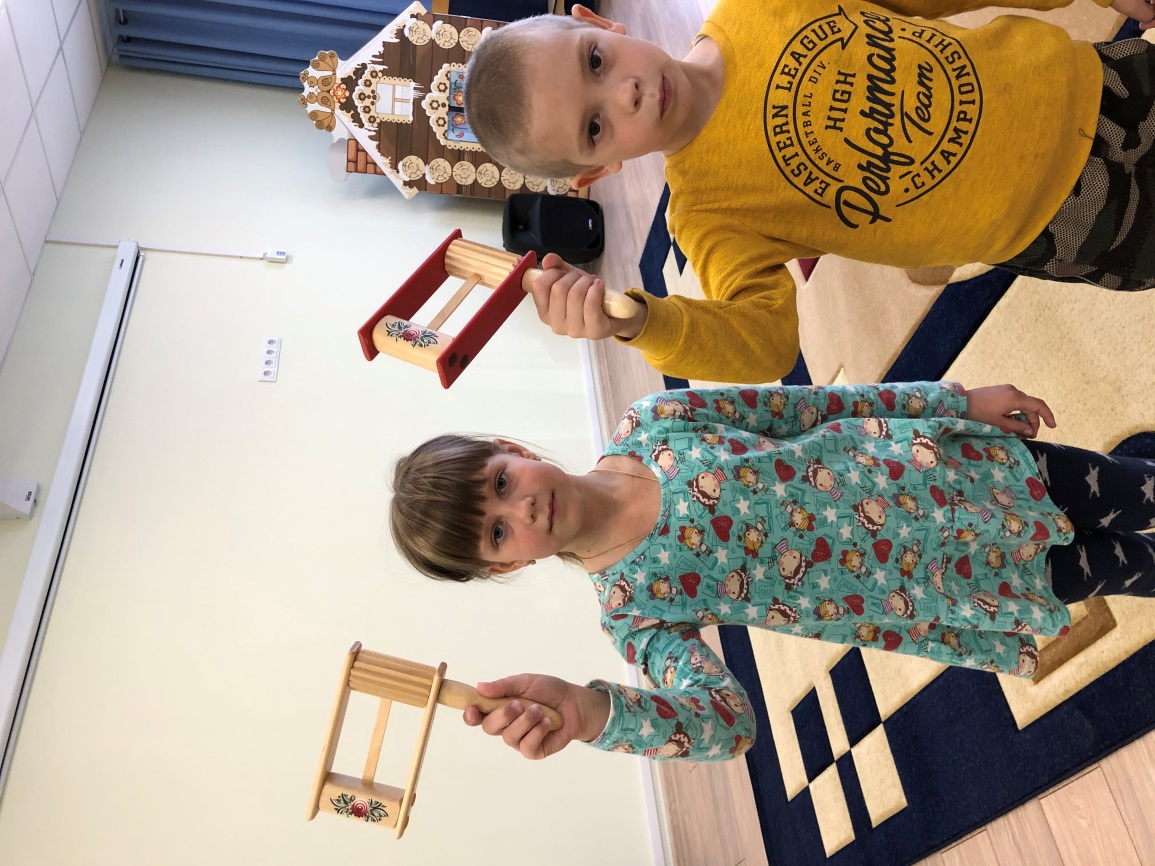 EASTERN LEAGUE
BASKETBALL DIV.
HIGH
Performance
Team
·CHAMPIONSHIP·